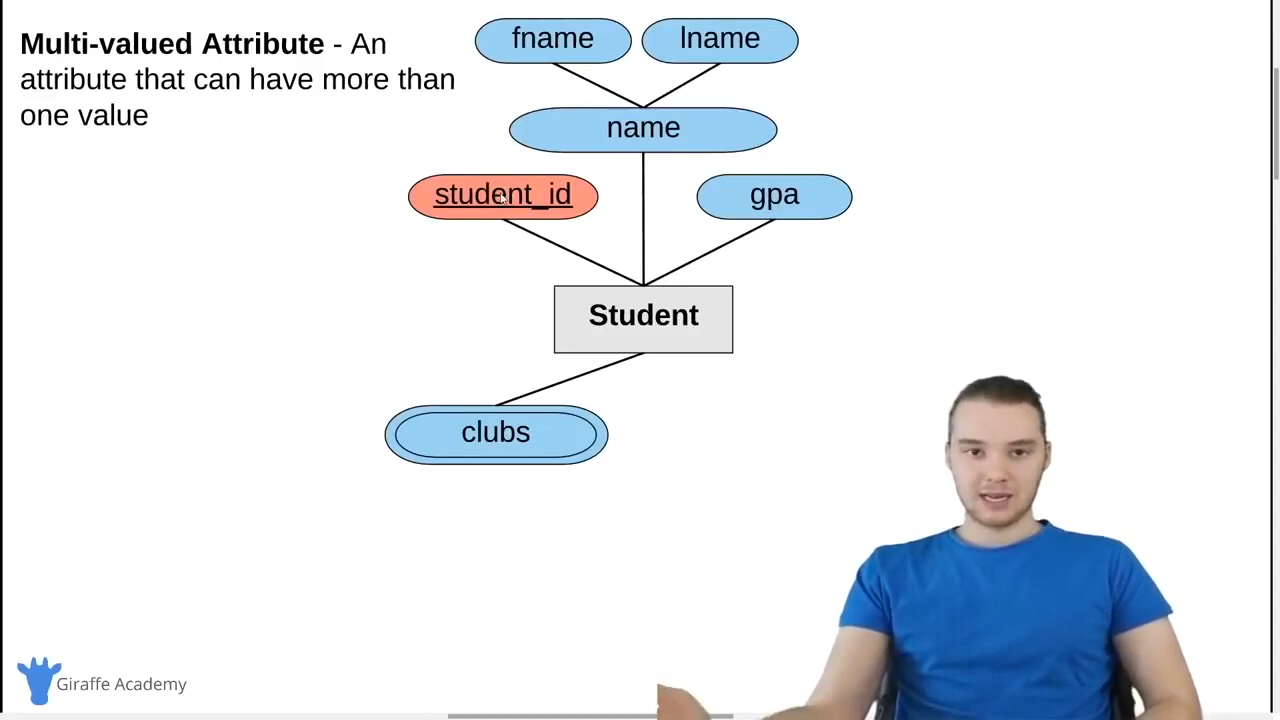 Multi-valued Attribute - An
attribute that can have more than
one value
fname
lname
name
student_id
gpa
Student
clubs
Giraffe Academy